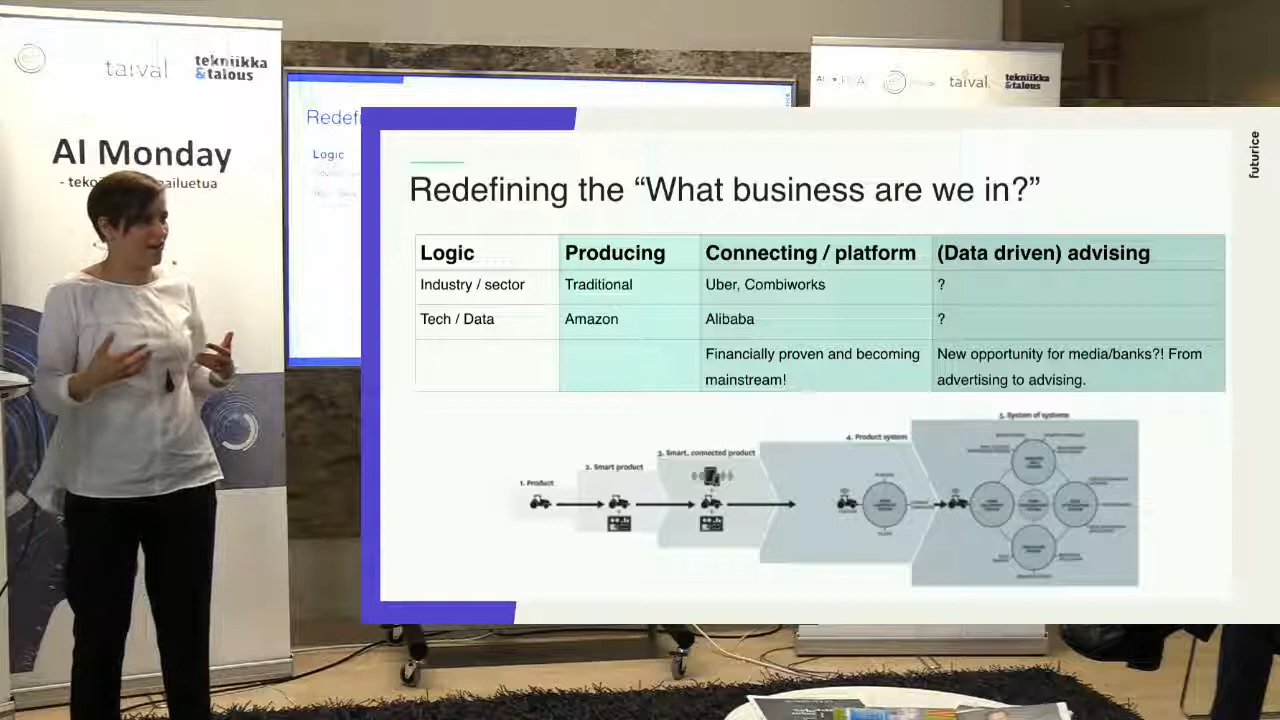 taival
tekniikka
&talous
AI Monday
- teko
ailuetua
Redefi
Logic
taival.
tekniikka
&talous
futurice
Redefining the “What business are we in?”
Logic Producing Connecting / platform (Data driven) advising
Industry / sector Traditional Uber, Combiworks ?
Tech / Data Amazon Alibaba ?
Financially proven and becoming mainstream!
New opportunity for media/banks?! From advertising to advising.
1. Product
2. Smart product
3. Smart, connected product
4. Product system
5. System of systems